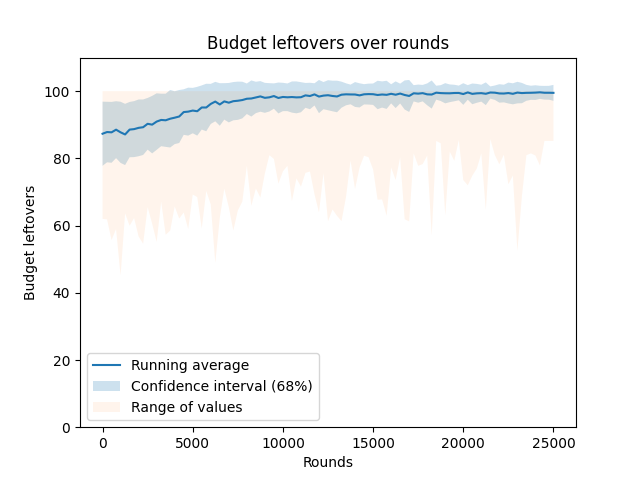 Budget leftovers over rounds
100
80
60
40
20
0
Budget leftovers
Running average
Confidence interval (68%)
Range of values
0 5000 10000 15000 20000 25000
Rounds